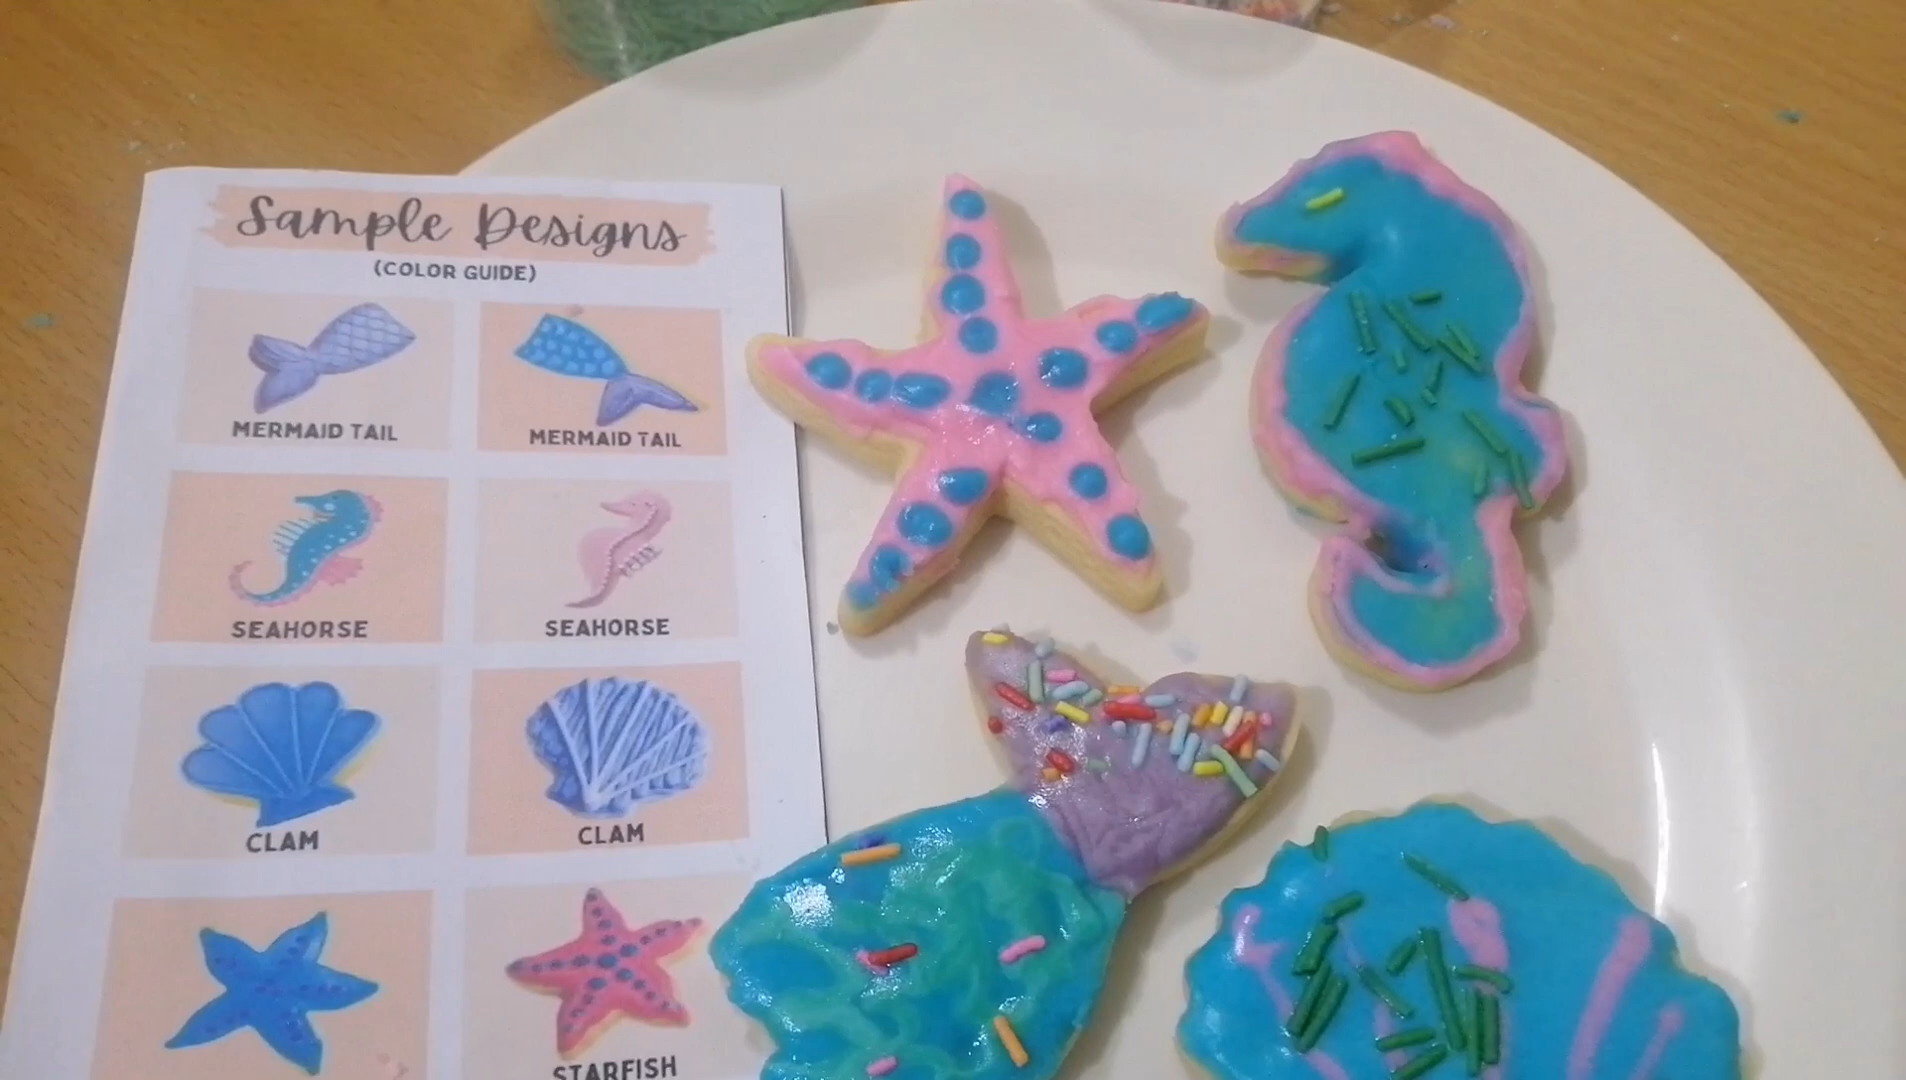 Sample Designs
(COLOR GUIDE)
MERMAID TAIL
MERMAID TAIL
SEAHORSE
SEAHORSE
CLAM
CLAM
STARFISH